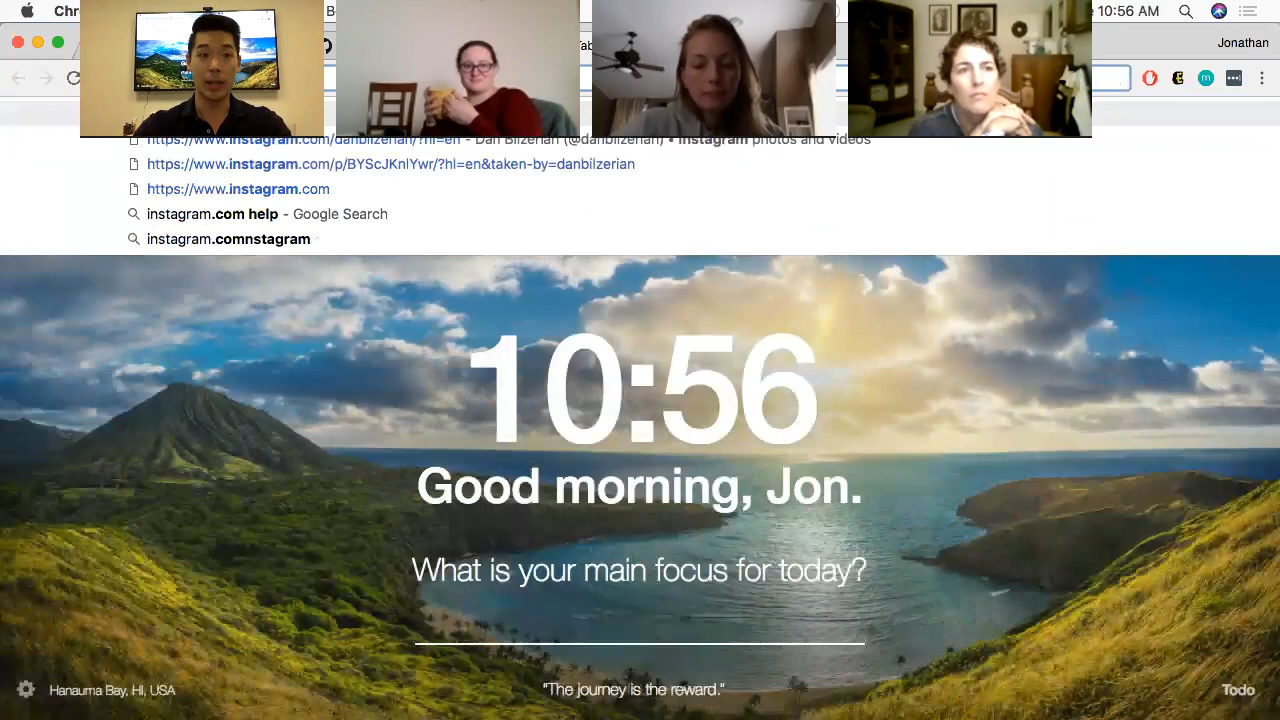 Chr
B
10:56 AM
Tab
Jonathan
https://www.instagram.com/danbilzerian/?hl=en - Dan Bilzerian (@danbilzerian) • Instagram photos and videos
https://www.instagram.com/p/BYScJKnlYwr/?hl=en&taken-by=danbilzerian
https://www.instagram.com
instagram.com help - Google Search
instagram.comnstagram
10:56
Good morning, Jon.
What is your main focus for today?
Hanauma Bay, HI, USA
"The journey is the reward."
Todo